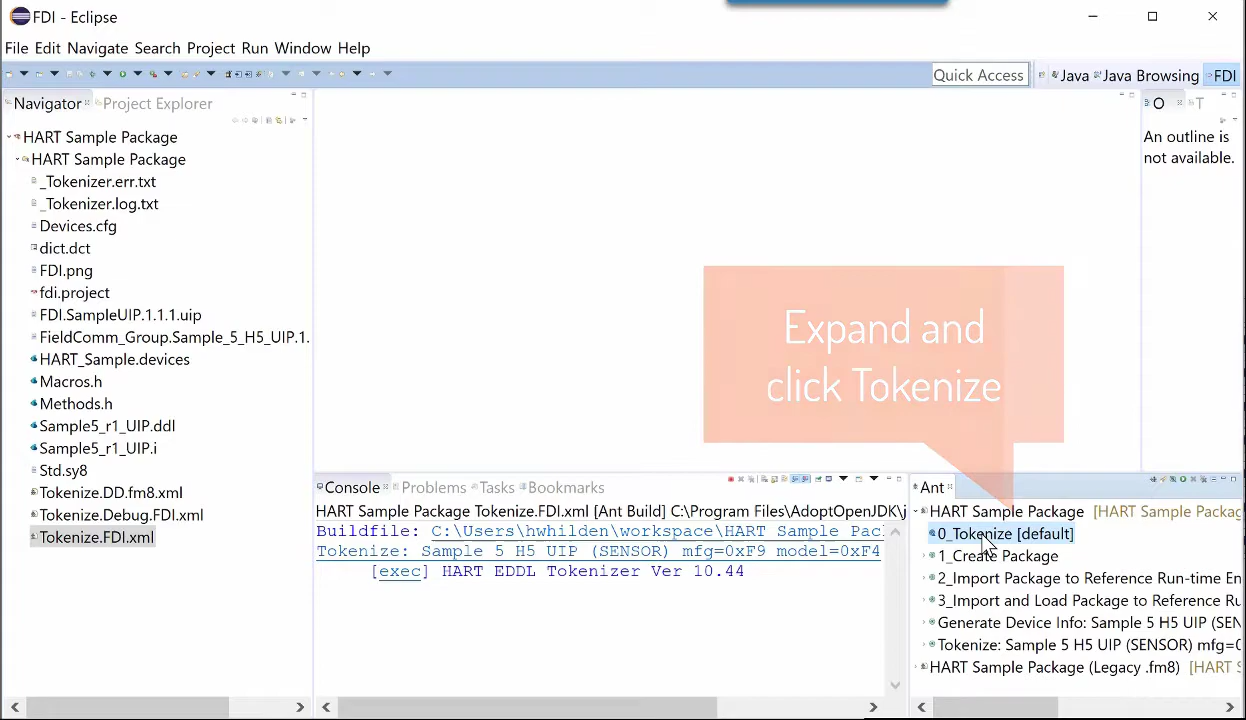 FDI - Eclipse
File Edit Navigate Search Project Run Window Help
Quick Access
Java
Java Browsing
FDI
Navigator
Project Explorer
HART Sample Package
HART Sample Package
_Tokenizer.err.txt
_Tokenizer.log.txt
Devices.cfg
dict.dct
FDI.png
fdi.project
FDI.SampleUIP.1.1.1.uip
FieldComm_Group.Sample_5_H5_UIP.1.
HART_Sample.devices
Macros.h
Methods.h
Sample5_r1_UIP.ddl
Sample5_r1_UIP.i
Std.sy8
Tokenize.DD.fm8.xml
Tokenize.Debug.FDI.xml
Tokenize.FDI.xml
O
T
An outline is
not available.
Expand and
click Tokenize
Console
Problems
Tasks
Bookmarks
HART Sample Package Tokenize.FDI.xml [Ant Build] C:\Program Files\AdoptOpenJDK\j
Buildfile: C:\Users\hwhilden\workspace\HART Sample Pac
Tokenize: Sample 5 H5 UIP (SENSOR) mfg=0xF9 model=0xF4
[exec] HART EDDL Tokenizer Ver 10.44
Ant
HART Sample Package [HART Sample Packag
0_Tokenize [default]
1_Create Package
2_Import Package to Reference Run-time En
3_Import and Load Package to Reference Ru
Generate Device Info: Sample 5 H5 UIP (SEN
Tokenize: Sample 5 H5 UIP (SENSOR) mfg=0
HART Sample Package (Legacy .fm8) [HART S